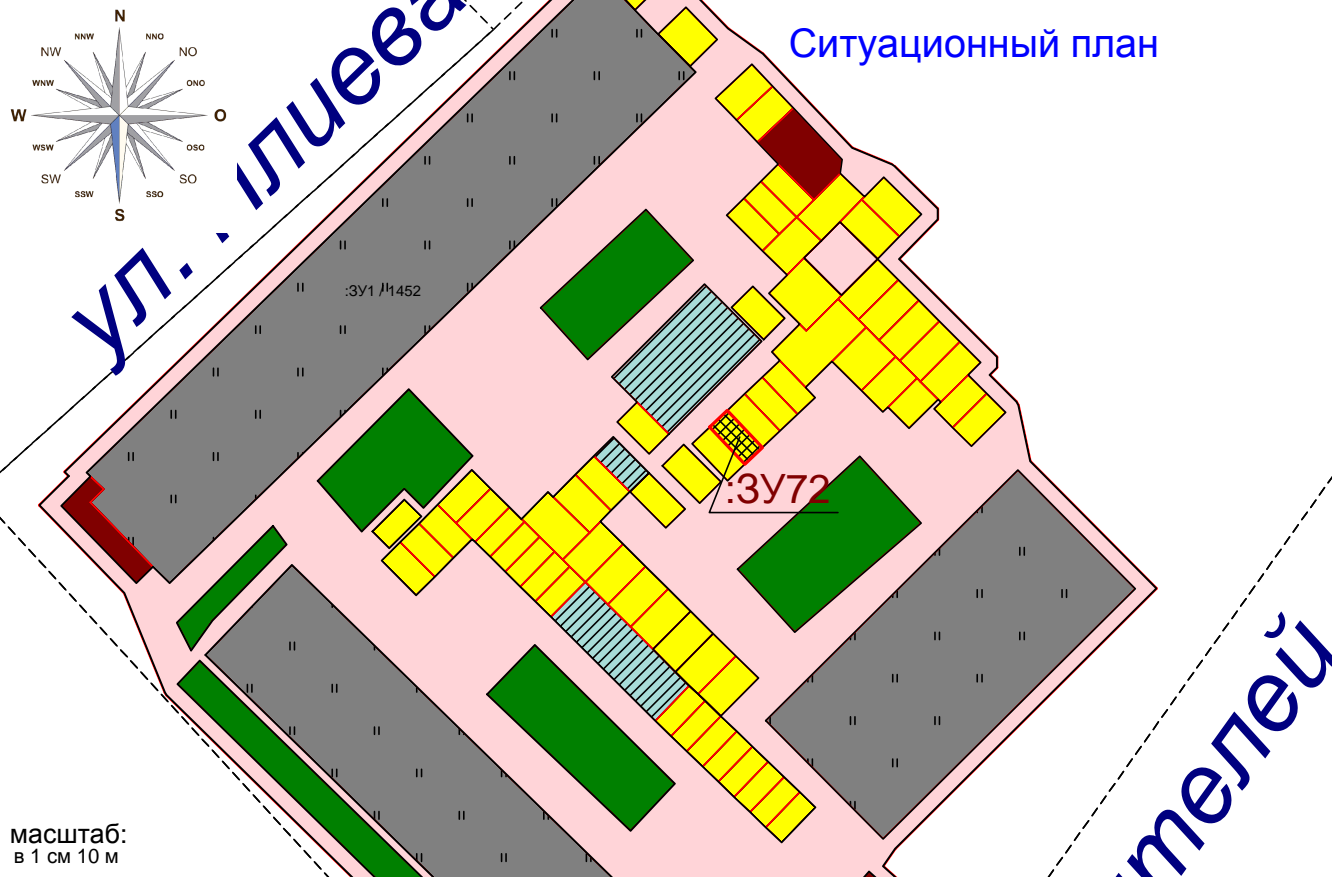 Ситуационный план
N
NNW
NNO
NW
NO
WNW
ONO
W
O
WSW
OSO
SW
SO
SSW
SSO
S
ул.
:ЗУ1 / 1452
:ЗУ72
масштаб:
в 1 см 10 м